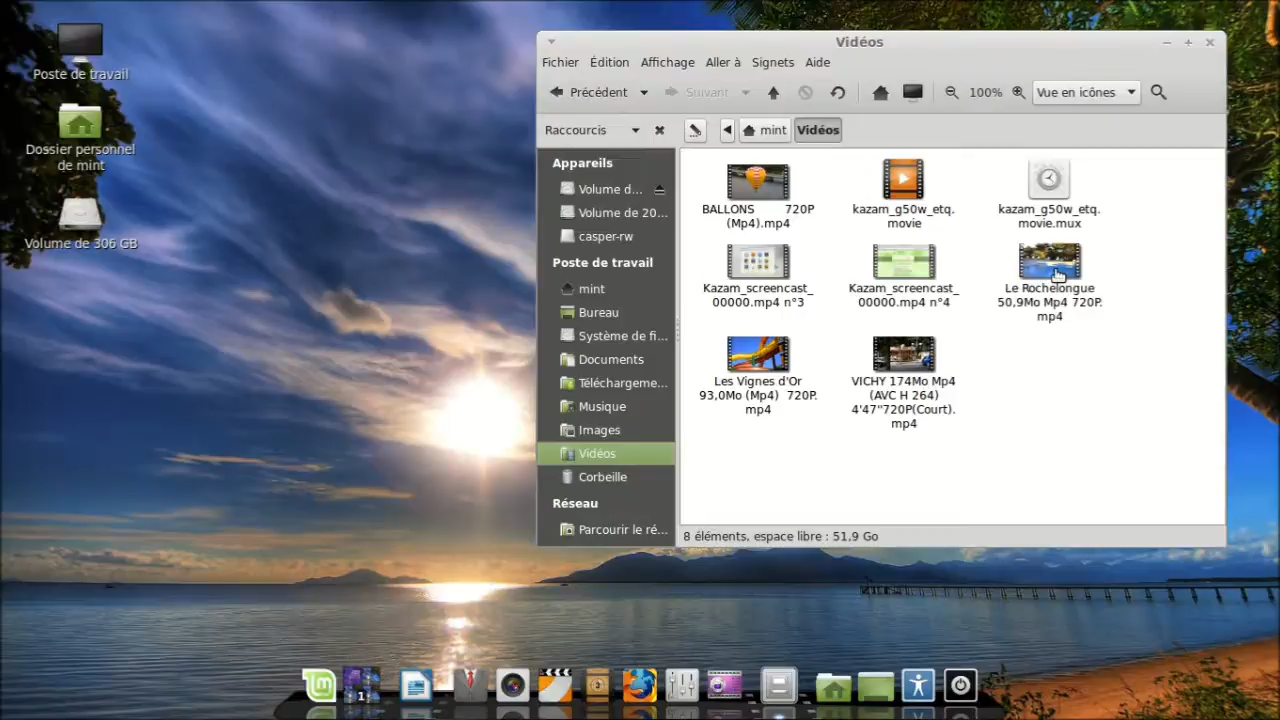 Poste de travail
Dossier personnel
de mint
Volume de 306 GB
Vidéos
Fichier Édition Affichage Aller à Signets Aide
Précédent Suivant 100% Vue en icônes
Raccourcis mint Vidéos
Appareils
Volume d...
Volume de 20...
casper-rw
Poste de travail
mint
Bureau
Système de fi...
Documents
Téléchargeme...
Musique
Images
Vidéos
Corbeille
Réseau
Parcourir le ré...
BALLONS 720P
(Mp4).mp4
kazam_g50w_etq.
movie
kazam_g50w_etq.
movie.mux
Kazam_screencast_
00000.mp4 n°3
Kazam_screencast_
00000.mp4 n°4
Le Rochelongue
50,9Mo Mp4 720P.
mp4
Les Vignes d'Or
93,0Mo (Mp4) 720P.
mp4
VICHY 174Mo Mp4
(AVC H 264)
4'47"720P(Court).
mp4
8 éléments, espace libre : 51,9 Go
1